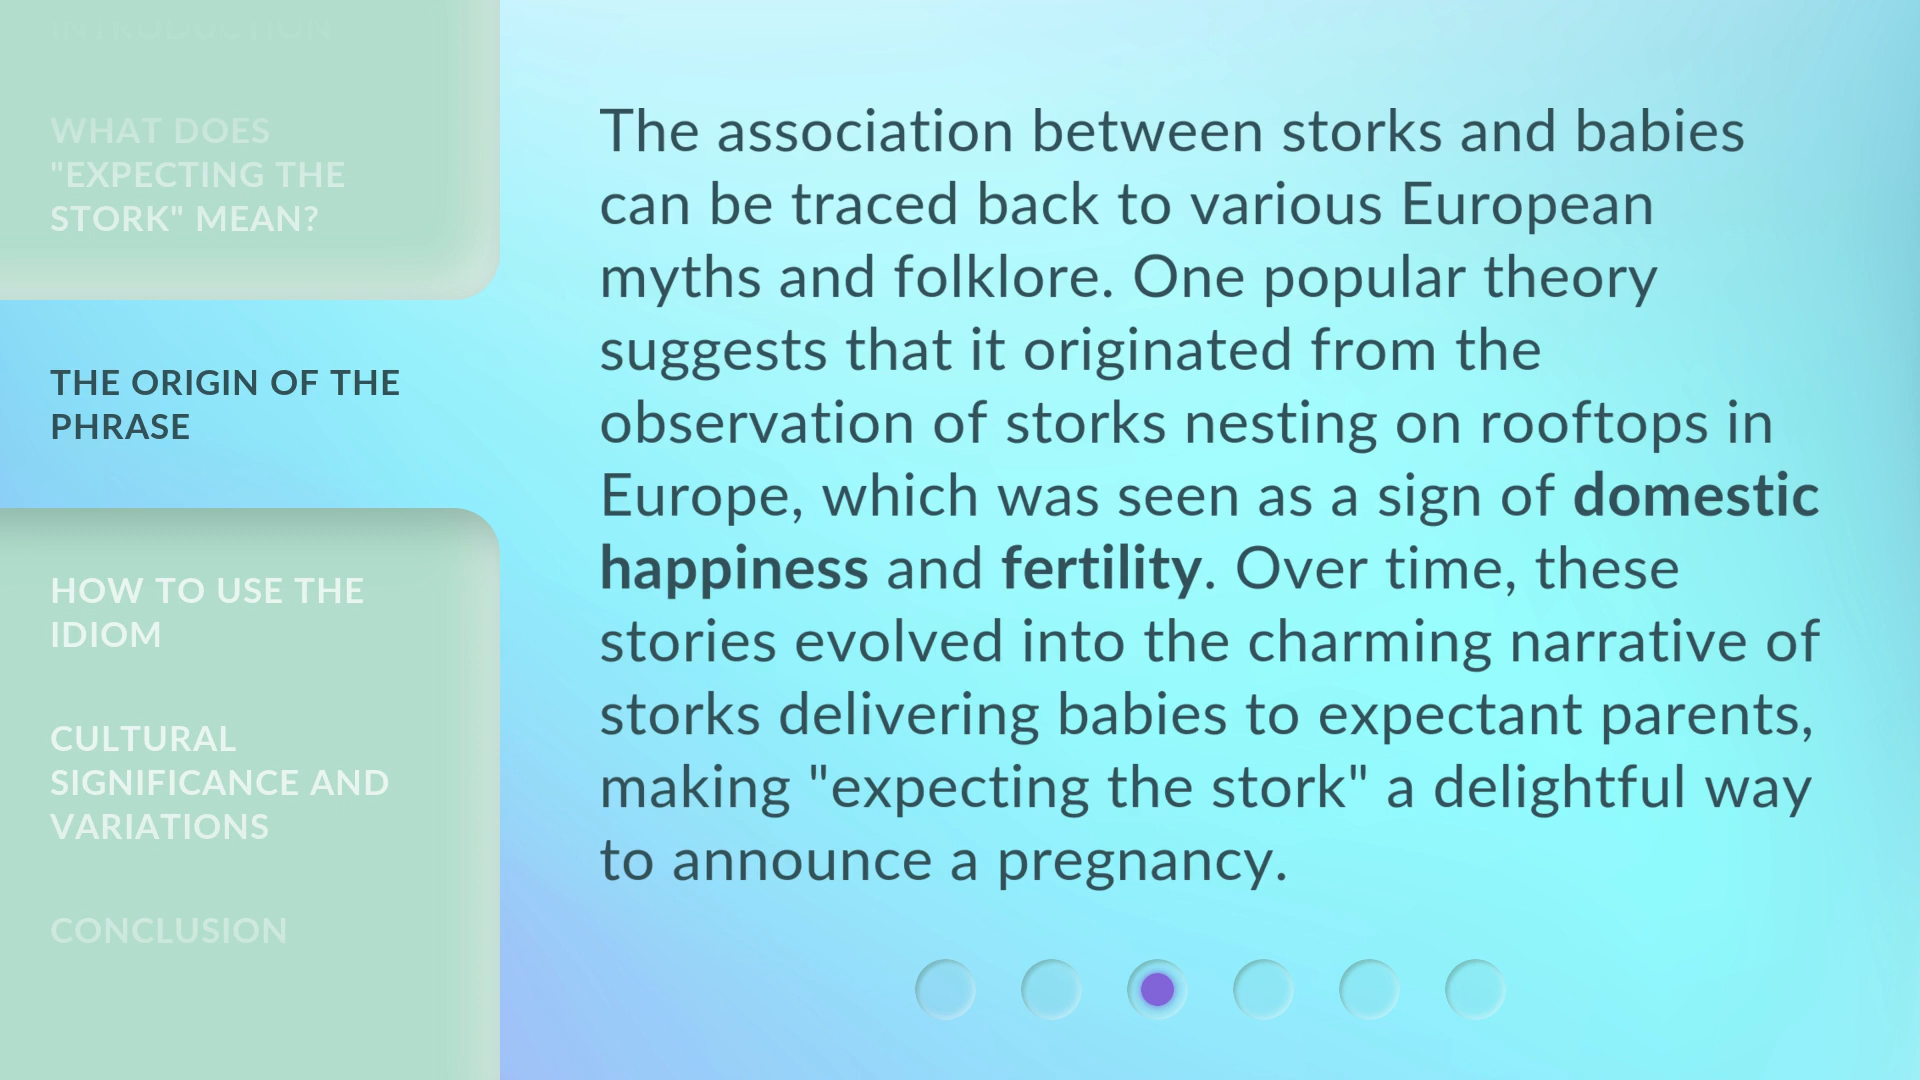 INTRODUCTION
WHAT DOES
"EXPECTING THE
STORK" MEAN?
THE ORIGIN OF THE
PHRASE
HOW TO USE THE
IDIOM
CULTURAL
SIGNIFICANCE AND
VARIATIONS
CONCLUSION
The association between storks and babies
can be traced back to various European
myths and folklore. One popular theory
suggests that it originated from the
observation of storks nesting on rooftops in
Europe, which was seen as a sign of domestic
happiness and fertility. Over time, these
stories evolved into the charming narrative of
storks delivering babies to expectant parents,
making "expecting the stork" a delightful way
to announce a pregnancy.